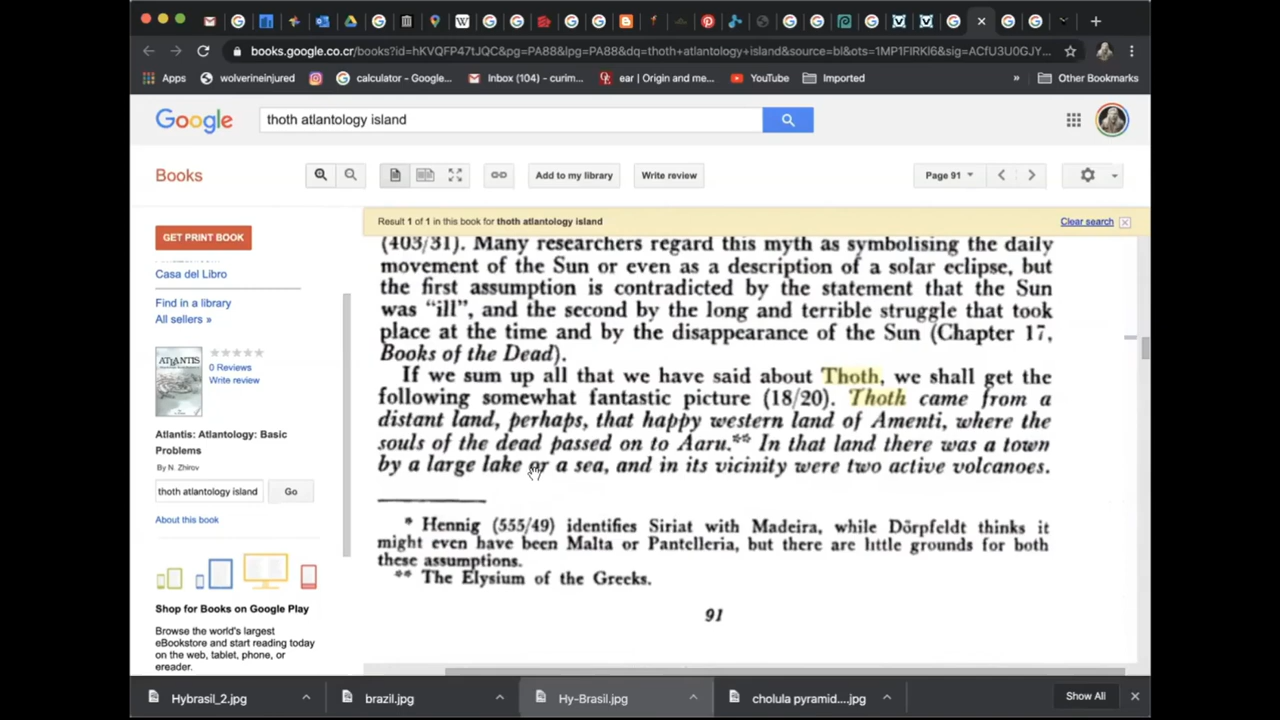 books.google.co.cr/books?id=hKVQFP47tJQC&pg=PA88&lpg=PA88&dq=thoth+atlantology+island&source=bl&ots=1MP1FIRKl6&sig=ACfU3U0GJY...
Apps
wolverineinjured
calculator - Google...
Inbox (104) - curim...
ear | Origin and me...
YouTube
Imported
»
Other Bookmarks
Google
thoth atlantology island
Books
Add to my library
Write review
Page 91
Result 1 of 1 in this book for thoth atlantology island
Clear search
GET PRINT BOOK
Casa del Libro
Find in a library
All sellers »
ATLANTIS
0 Reviews
Write review
Atlantis: Atlantology: Basic
Problems
By N. Zhirov
thoth atlantology island
Go
About this book
Shop for Books on Google Play
Browse the world's largest
eBookstore and start reading today
on the web, tablet, phone, or
ereader.
(403/31). Many researchers regard this myth as symbolising the daily
movement of the Sun or even as a description of a solar eclipse, but
the first assumption is contradicted by the statement that the Sun
was "ill", and the second by the long and terrible struggle that took
place at the time and by the disappearance of the Sun (Chapter 17,
Books of the Dead).
If we sum up all that we have said about Thoth, we shall get the
following somewhat fantastic picture (18/20). Thoth came from a
distant land, perhaps, that happy western land of Amenti, where the
souls of the dead passed on to Aaru.** In that land there was a town
by a large lake or a sea, and in its vicinity were two active volcanoes.
* Hennig (555/49) identifies Siriat with Madeira, while Dörpfeldt thinks it
might even have been Malta or Pantelleria, but there are little grounds for both
these assumptions.
** The Elysium of the Greeks.
91
Hybrasil_2.jpg
brazil.jpg
Hy-Brasil.jpg
cholula pyramid....jpg
Show All